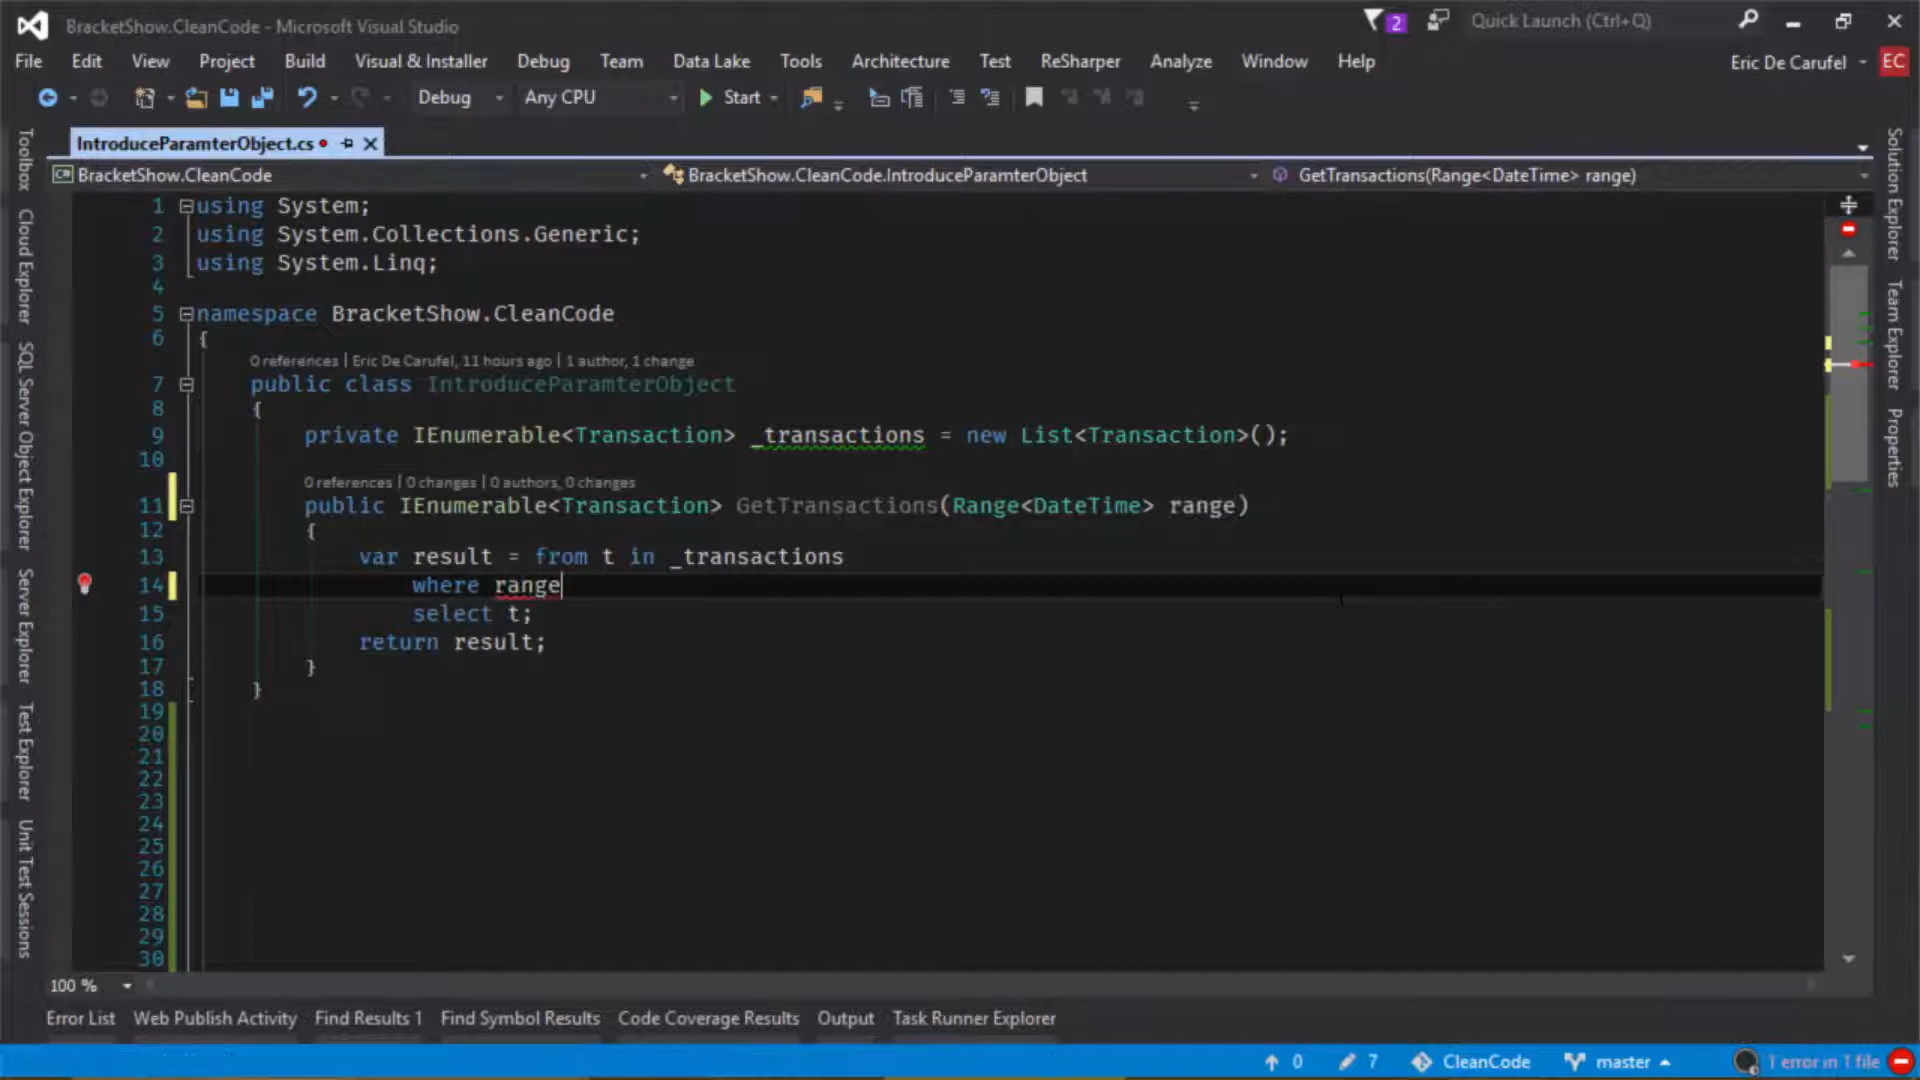 BracketShow.CleanCode - Microsoft Visual Studio
2
Quick Launch (Ctrl+Q)
File Edit View Project Build Visual & Installer Debug Team Data Lake Tools Architecture Test ReSharper Analyze Window Help
Eric De Carufel EC
Debug Any CPU Start
IntroduceParamterObject.cs
BracketShow.CleanCode BracketShow.CleanCode.IntroduceParamterObject GetTransactions(Range<DateTime> range)
1 using System;
2 using System.Collections.Generic;
3 using System.Linq;
4
5 namespace BracketShow.CleanCode
6 {
0 references | Eric De Carufel, 11 hours ago | 1 author, 1 change
7 public class IntroduceParamterObject
8 {
9 private IEnumerable<Transaction> _transactions = new List<Transaction>();
10
0 references | 0 changes | 0 authors, 0 changes
11 public IEnumerable<Transaction> GetTransactions(Range<DateTime> range)
12 {
13 var result = from t in _transactions
14 where range
15 select t;
16 return result;
17 }
18 }
19
20
21
22
23
24
25
26
27
28
29
30
Toolbox
Cloud Explorer
SQL Server Object Explorer
Server Explorer
Test Explorer
Unit Test Sessions
Solution Explorer
Team Explorer
Properties
100 %
Error List Web Publish Activity Find Results 1 Find Symbol Results Code Coverage Results Output Task Runner Explorer
0 7 CleanCode master 1 error in 1 file